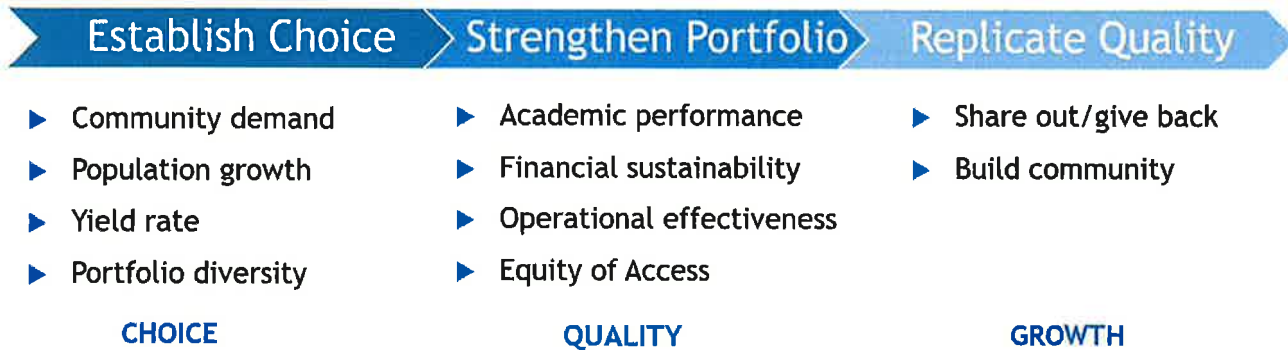 Establish Choice
Strengthen Portfolio
Replicate Quality
Community demand
Population growth
Yield rate
Portfolio diversity
CHOICE
Academic performance
Financial sustainability
Operational effectiveness
Equity of Access
QUALITY
Share out/give back
Build community
GROWTH